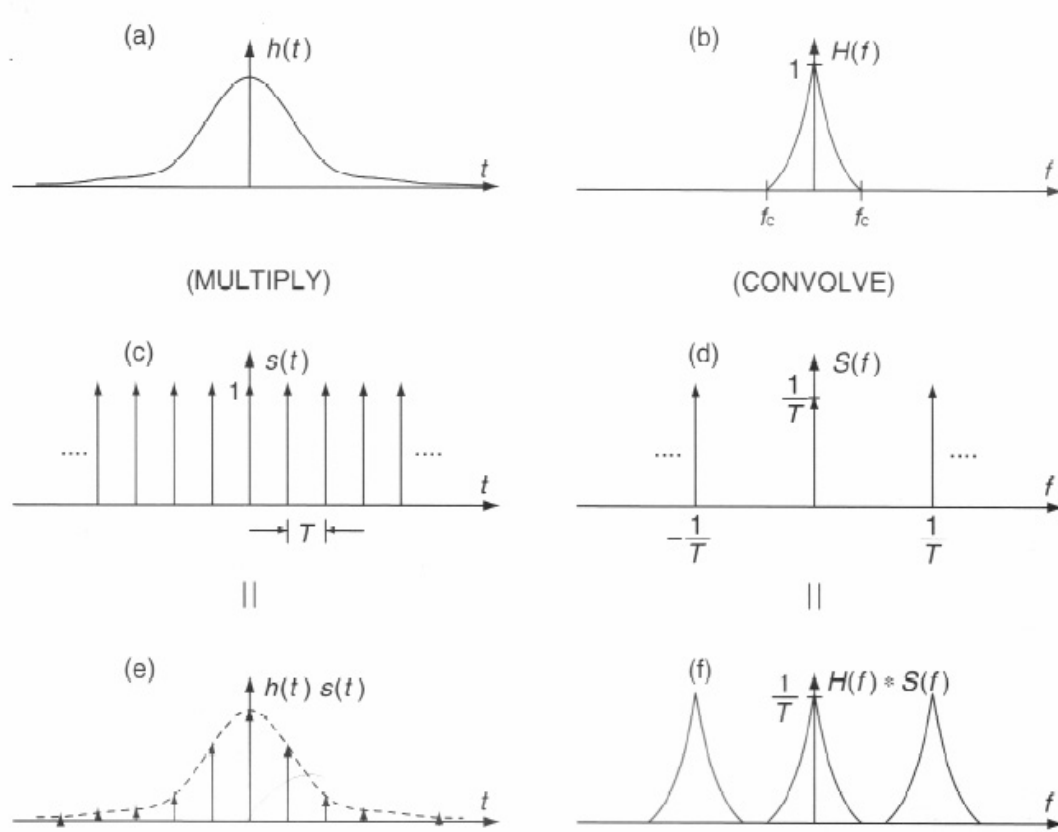 (a)
h(t)
t
(b)
H(f)
1
f
fc
fc
(MULTIPLY)
(CONVOLVE)
(c)
s(t)
1
....
....
t
T
(d)
S(f)
1
T
....
....
f
-1
T
1
T
||
||
(e)
h(t) s(t)
t
(f)
1
T
H(f) * S(f)
f